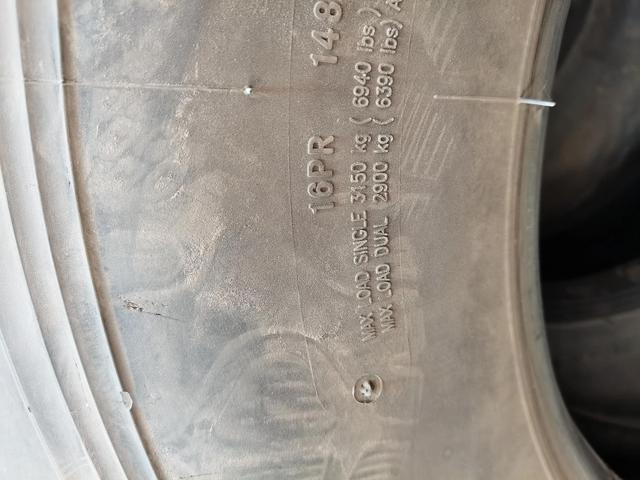 16PR 148
MAX LOAD SINGLE 3150 kg ( 6940 lbs )
MAX LOAD DUAL 2900 kg ( 6390 lbs) A